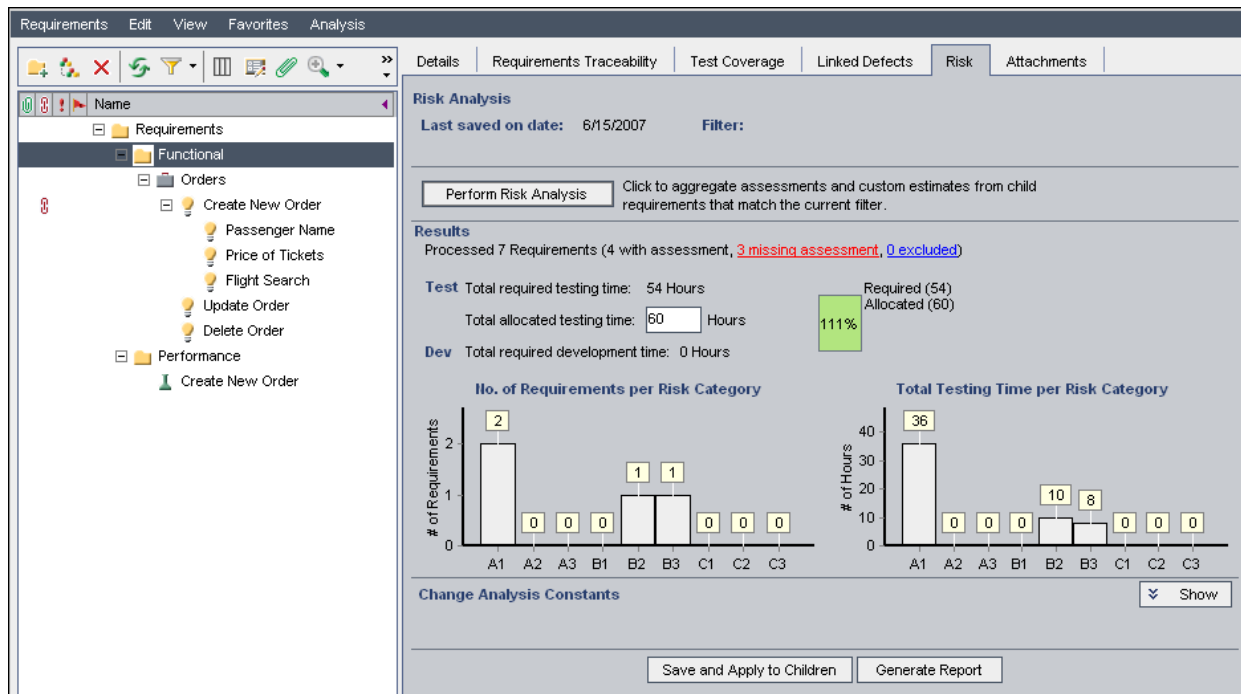 Requirements Edit View Favorites Analysis
Details Requirements Traceability Test Coverage Linked Defects Risk Attachments
Name
Requirements
Functional
Orders
Create New Order
Passenger Name
Price of Tickets
Flight Search
Update Order
Delete Order
Performance
Create New Order
Risk Analysis
Last saved on date: 6/15/2007 Filter:
Perform Risk Analysis
Click to aggregate assessments and custom estimates from child
requirements that match the current filter.
Results
Processed 7 Requirements (4 with assessment, 3 missing assessment, 0 excluded)
Test Total required testing time: 54 Hours
Total allocated testing time: 60 Hours
111%
Required (54)
Allocated (60)
Dev Total required development time: 0 Hours
No. of Requirements per Risk Category
# of Requirements
2
1
0
2 0 0 0 1 1 0 0 0
A1 A2 A3 B1 B2 B3 C1 C2 C3
Total Testing Time per Risk Category
# of Hours
40
30
20
10
0
36 0 0 0 10 8 0 0 0
A1 A2 A3 B1 B2 B3 C1 C2 C3
Change Analysis Constants
Show
Save and Apply to Children Generate Report